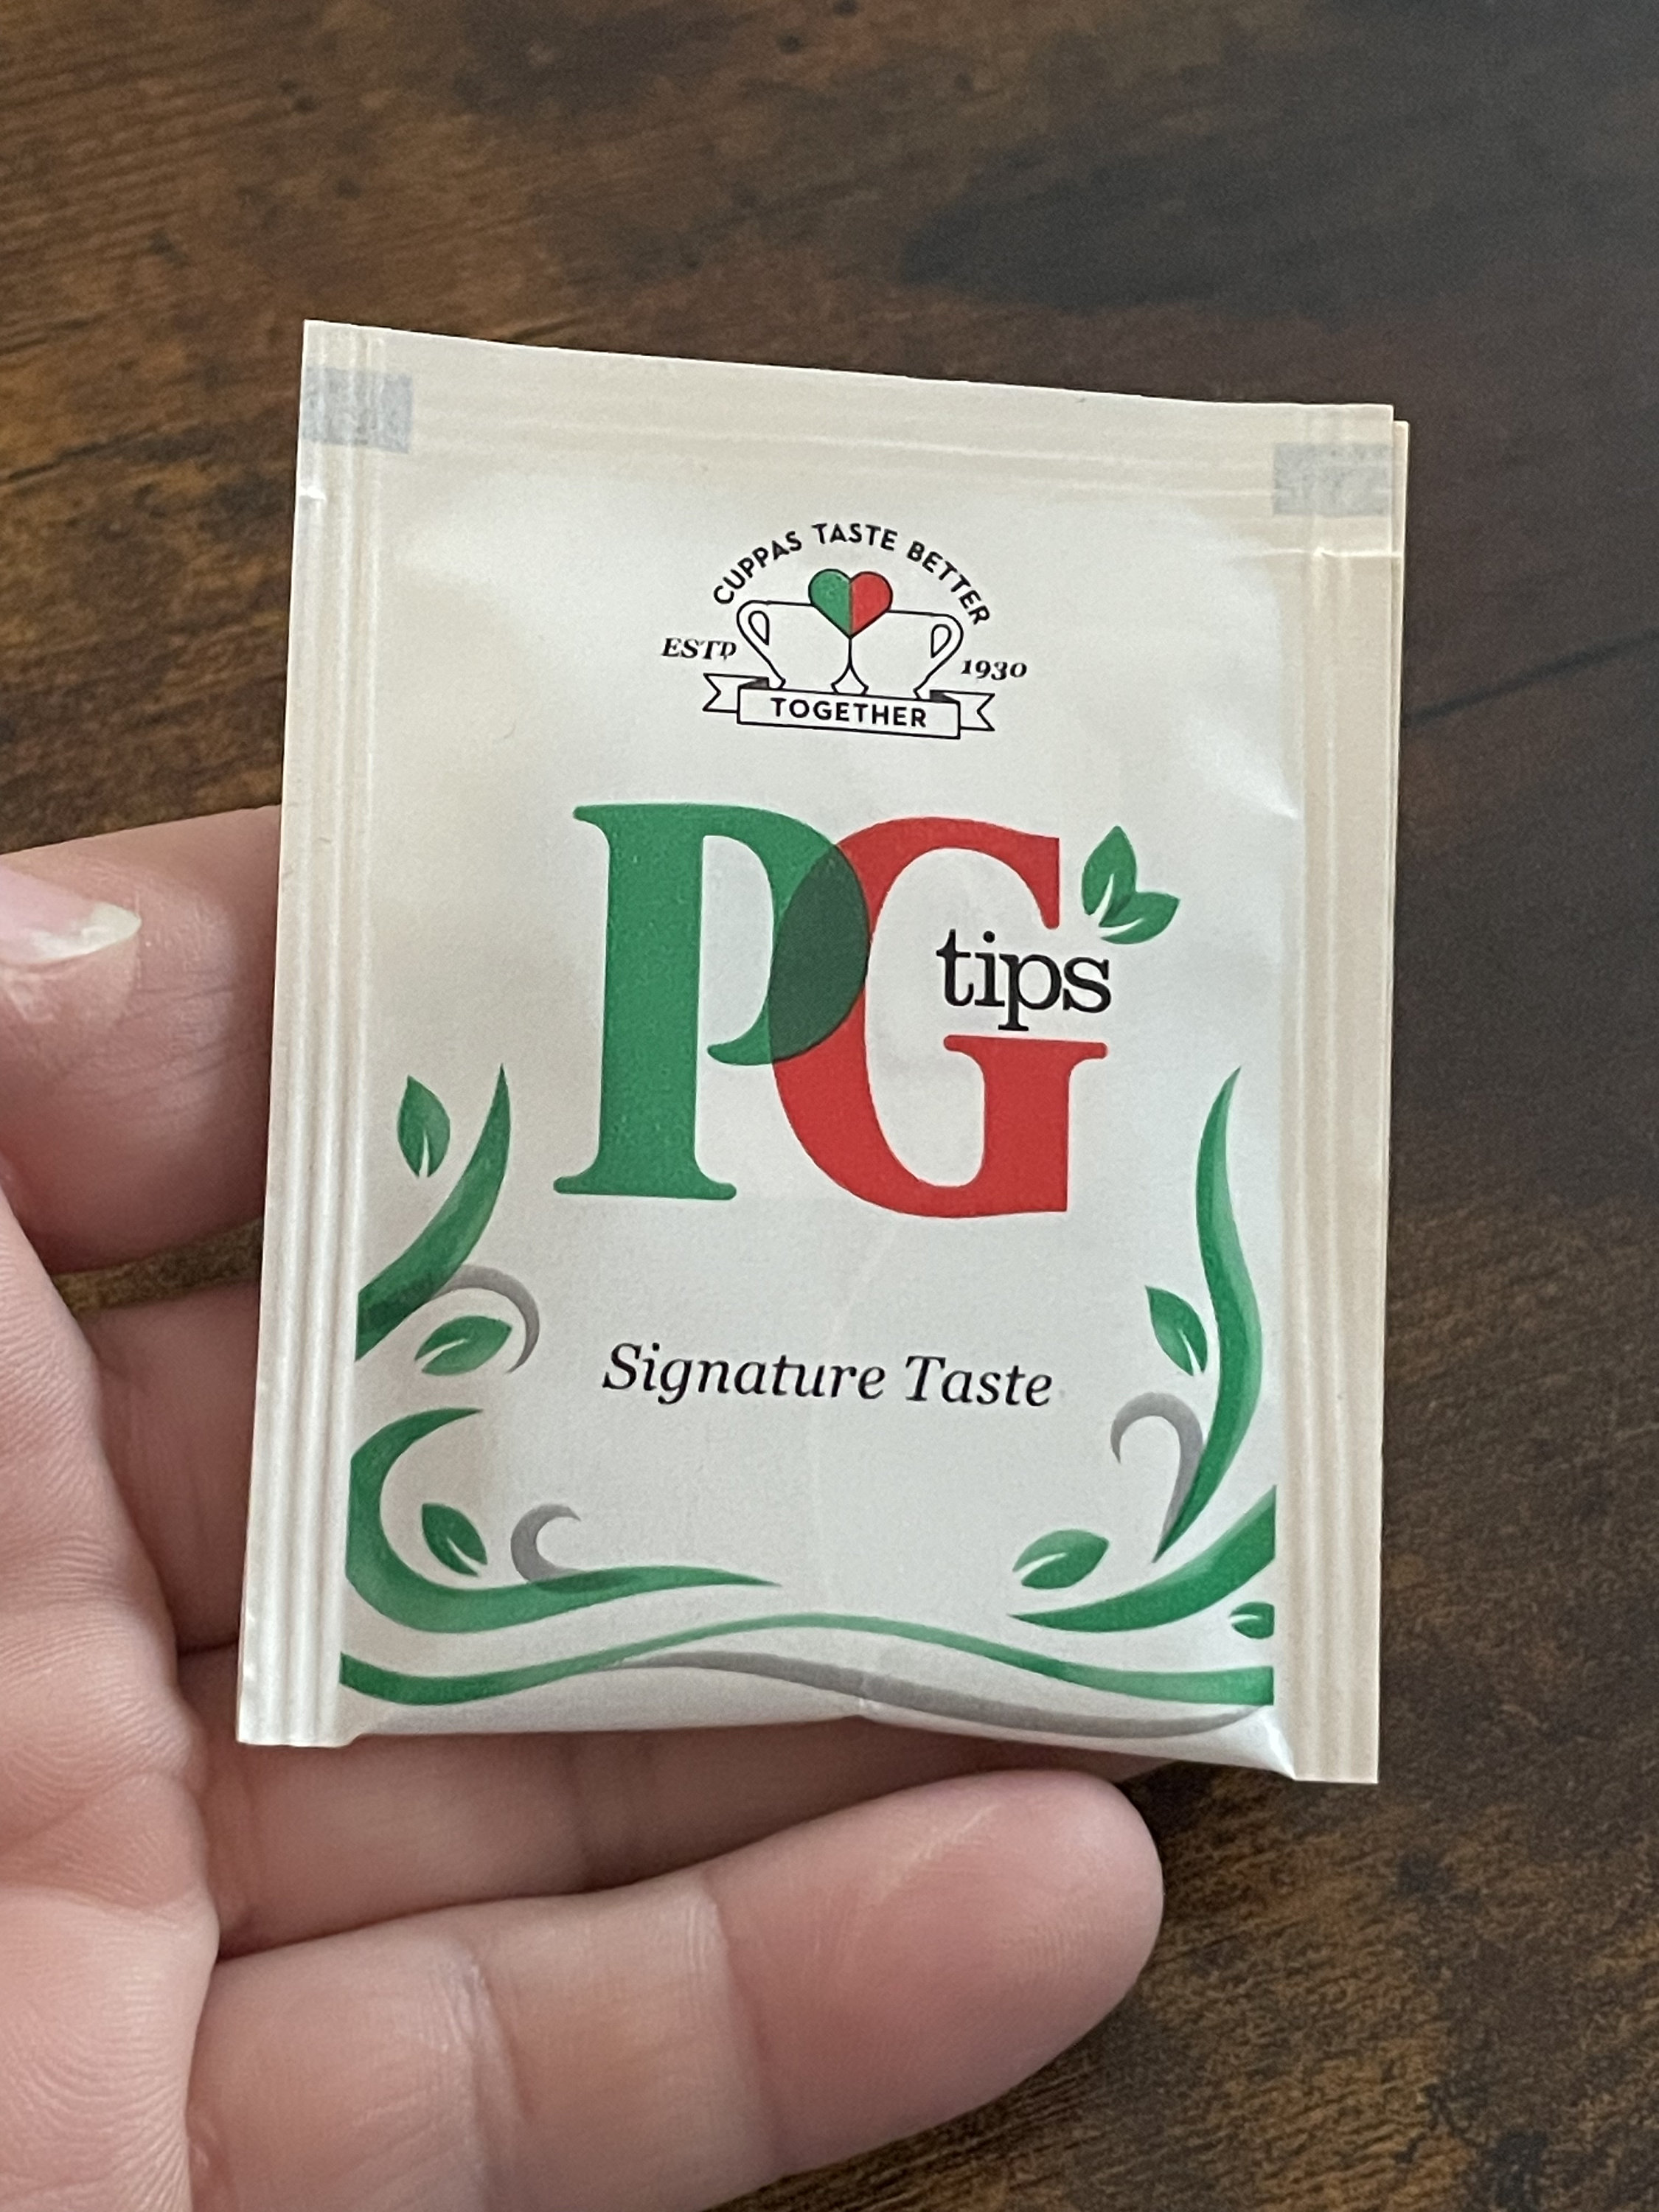 CUPPAS TASTE BETTER
ESTD 1930
TOGETHER
PG
tips
Signature Taste